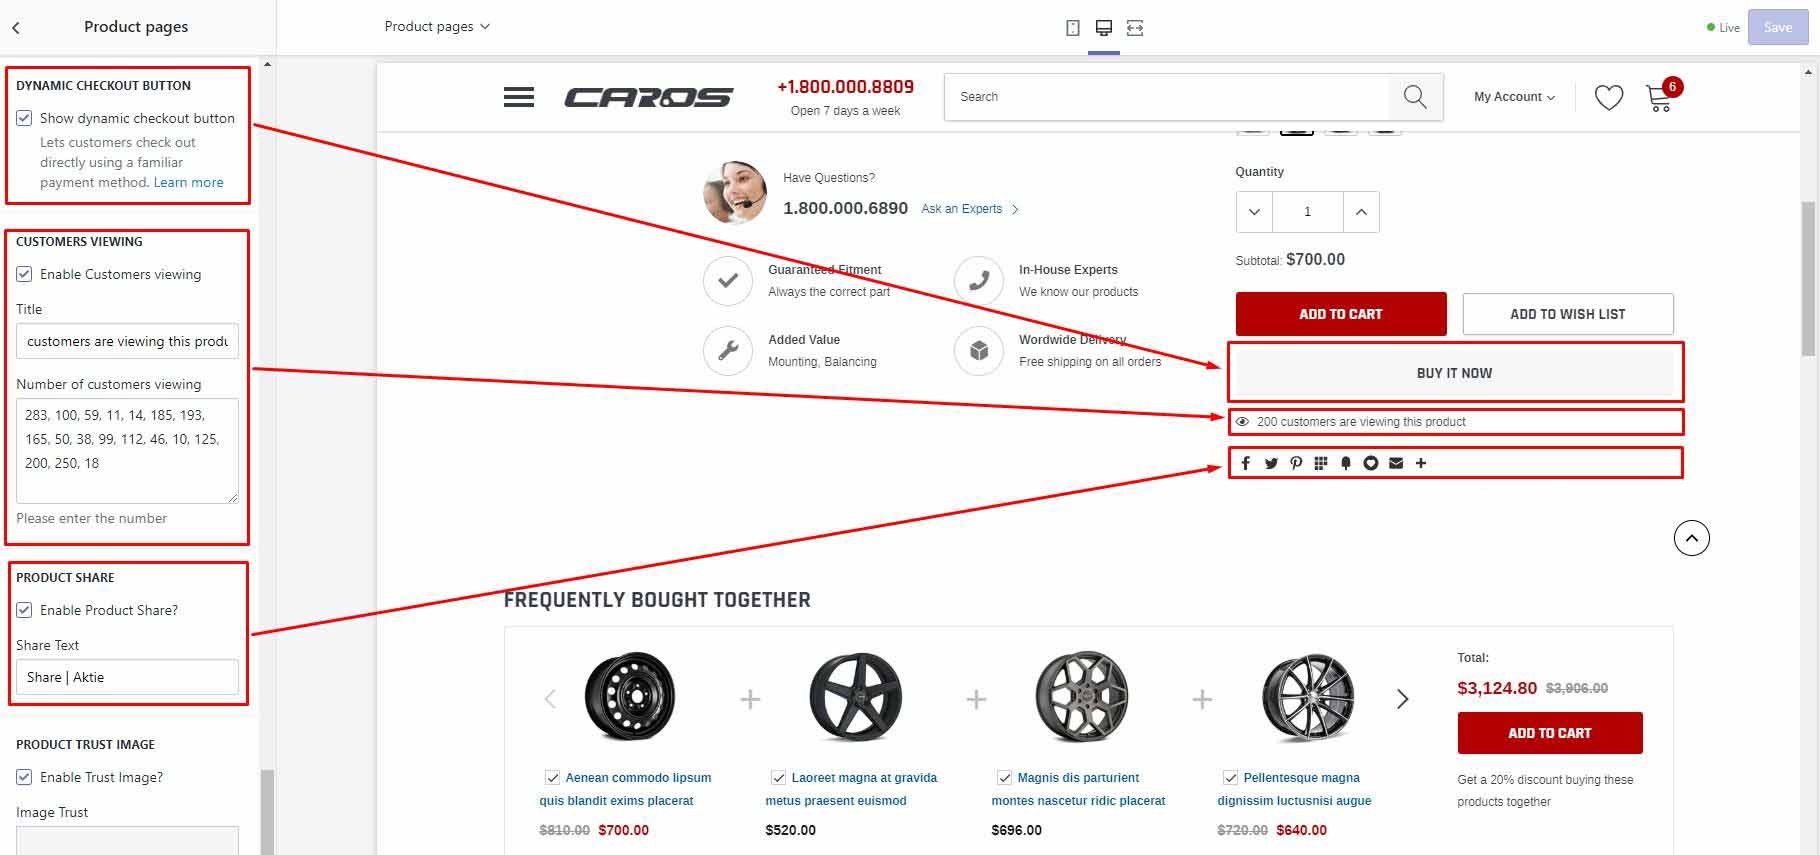 Product pages
Product pages
Live
Save
DYNAMIC CHECKOUT BUTTON
Show dynamic checkout button
Lets customers check out
directly using a familiar
payment method. Learn more
CUSTOMERS VIEWING
Enable Customers viewing
Title
customers are viewing this produ
Number of customers viewing
283, 100, 59, 11, 14, 185, 193,
165, 50, 38, 99, 112, 46, 10, 125,
200, 250, 18
Please enter the number
PRODUCT SHARE
Enable Product Share?
Share Text
Share | Aktie
PRODUCT TRUST IMAGE
Enable Trust Image?
Image Trust
CAROS
+1.800.000.8809
Open 7 days a week
Search
My Account
6
Have Questions?
1.800.000.6890 Ask an Experts
Guaranteed Fitment
Always the correct part
In-House Experts
We know our products
Added Value
Mounting, Balancing
Wordwide Delivery
Free shipping on all orders
Quantity
1
Subtotal: $700.00
ADD TO CART
ADD TO WISH LIST
BUY IT NOW
200 customers are viewing this product
FREQUENTLY BOUGHT TOGETHER
Aenean commodo lipsum
quis blandit exims placerat
$810.00 $700.00
Laoreet magna at gravida
metus praesent euismod
$520.00
Magnis dis parturient
montes nascetur ridic placerat
$696.00
Pellentesque magna
dignissim luctusnisi augue
$720.00 $640.00
Total:
$3,124.80 $3,906.00
ADD TO CART
Get a 20% discount buying these
products together